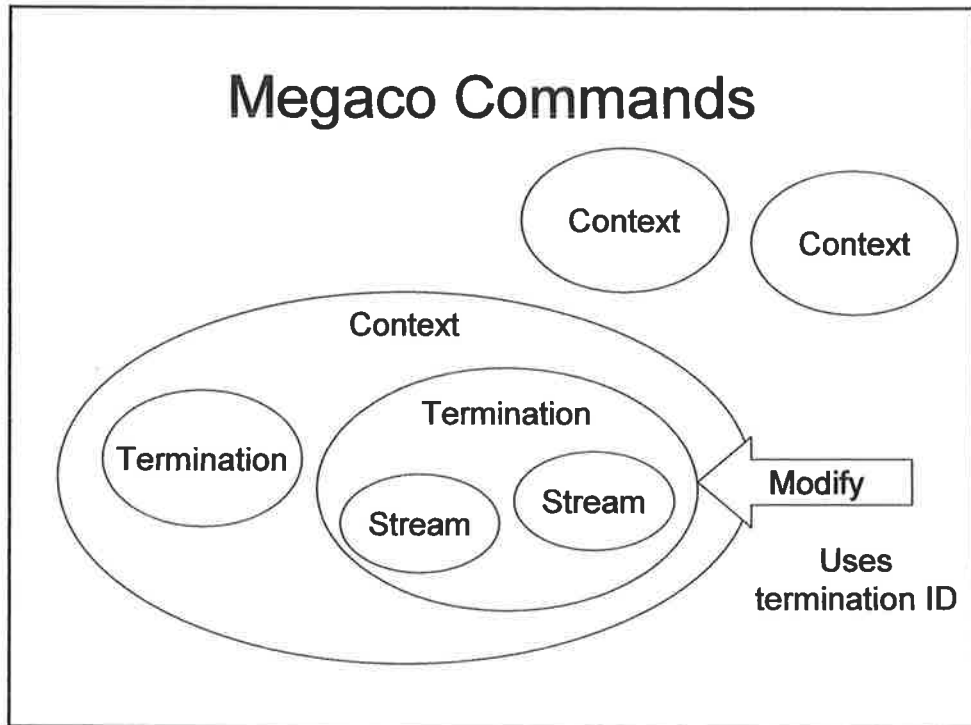 Megaco Commands
Context
Context
Context
Termination
Termination
Stream
Stream
Modify
Uses
termination ID